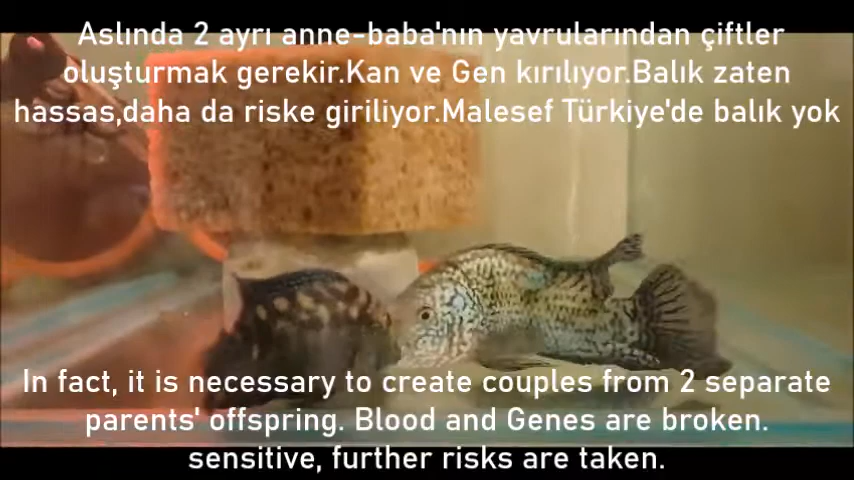 Aslında 2 ayrı anne-baba'nın yavrularından çiftler
oluşturmak gerekir.Kan ve Gen kırılıyor.Balık zaten
hassas,daha da riske giriliyor.Malesef Türkiye'de balık yok
In fact, it is necessary to create couples from 2 separate
parents' offspring. Blood and Genes are broken.
sensitive, further risks are taken.